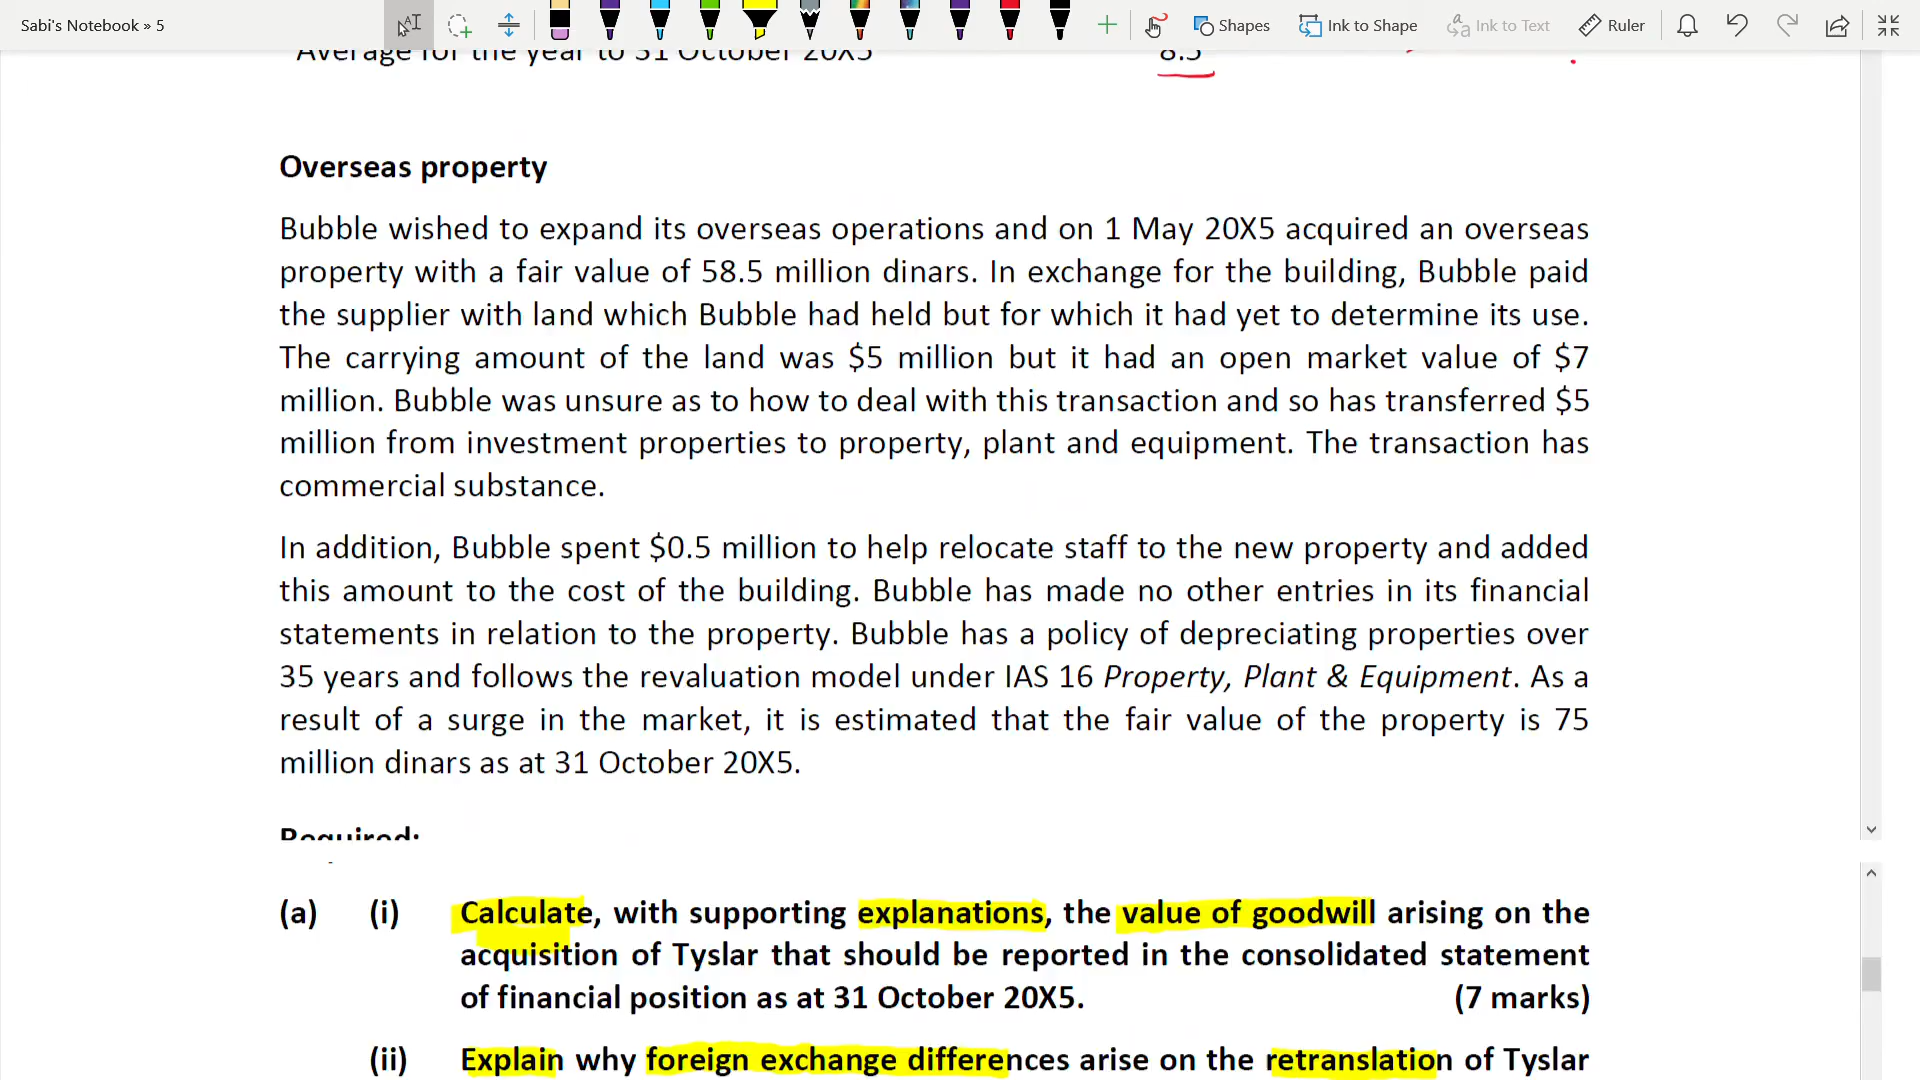 Sabi's Notebook » 5
Shapes
Ink to Shape
Ink to Text
Ruler
Average for the year to 31 October 20X5 8.5
Overseas property
Bubble wished to expand its overseas operations and on 1 May 20X5 acquired an overseas
property with a fair value of 58.5 million dinars. In exchange for the building, Bubble paid
the supplier with land which Bubble had held but for which it had yet to determine its use.
The carrying amount of the land was $5 million but it had an open market value of $7
million. Bubble was unsure as to how to deal with this transaction and so has transferred $5
million from investment properties to property, plant and equipment. The transaction has
commercial substance.
In addition, Bubble spent $0.5 million to help relocate staff to the new property and added
this amount to the cost of the building. Bubble has made no other entries in its financial
statements in relation to the property. Bubble has a policy of depreciating properties over
35 years and follows the revaluation model under IAS 16 Property, Plant & Equipment. As a
result of a surge in the market, it is estimated that the fair value of the property is 75
million dinars as at 31 October 20X5.
Required:
(a) (i) Calculate, with supporting explanations, the value of goodwill arising on the
acquisition of Tyslar that should be reported in the consolidated statement
of financial position as at 31 October 20X5. (7 marks)
(ii) Explain why foreign exchange differences arise on the retranslation of Tyslar